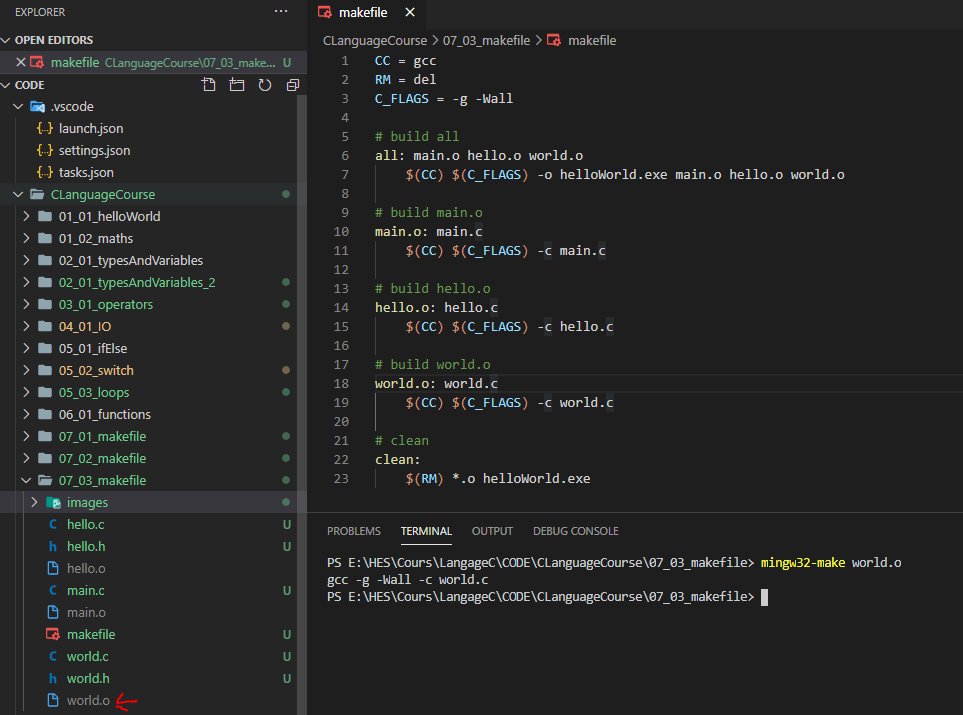 EXPLORER
OPEN EDITORS
makefile CLanguageCourse\07_03_make... U
CODE
.vscode
{..} launch.json
{..} settings.json
{..} tasks.json
CLanguageCourse
01_01_helloWorld
01_02_maths
02_01_typesAndVariables
02_01_typesAndVariables_2
03_01_operators
04_01_IO
05_01_ifElse
05_02_switch
05_03_loops
06_01_functions
07_01_makefile
07_02_makefile
07_03_makefile
images
C hello.c U
h hello.h U
hello.o
C main.c U
main.o
makefile U
C world.c U
h world.h U
world.o
makefile
CLanguageCourse > 07_03_makefile > makefile
1 CC = gcc
2 RM = del
3 C_FLAGS = -g -Wall
4
5 # build all
6 all: main.o hello.o world.o
7 $(CC) $(C_FLAGS) -o helloWorld.exe main.o hello.o world.o
8
9 # build main.o
10 main.o: main.c
11 $(CC) $(C_FLAGS) -c main.c
12
13 # build hello.o
14 hello.o: hello.c
15 $(CC) $(C_FLAGS) -c hello.c
16
17 # build world.o
18 world.o: world.c
19 $(CC) $(C_FLAGS) -c world.c
20
21 # clean
22 clean:
23 $(RM) *.o helloWorld.exe
PROBLEMS TERMINAL OUTPUT DEBUG CONSOLE
PS E:\HES\Cours\LangageC\CODE\CLanguageCourse\07_03_makefile> mingw32-make world.o
gcc -g -Wall -c world.c
PS E:\HES\Cours\LangageC\CODE\CLanguageCourse\07_03_makefile>